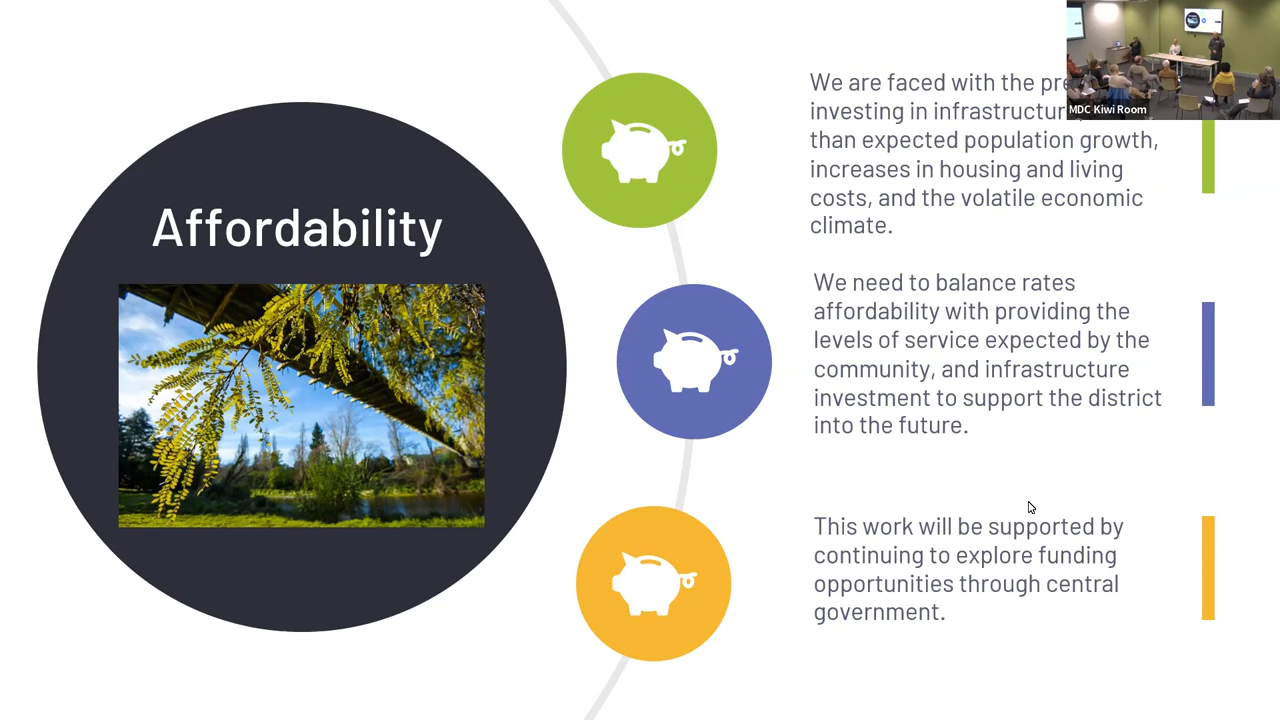 Affordability
We are faced with the
investing in
than expected population growth,
increases in housing and living
costs, and the volatile economic
climate.
We need to balance rates
affordability with providing the
levels of service expected by the
community, and infrastructure
investment to support the district
into the future.
This work will be supported by
continuing to explore funding
opportunities through central
government.
MDC Kiwi Room